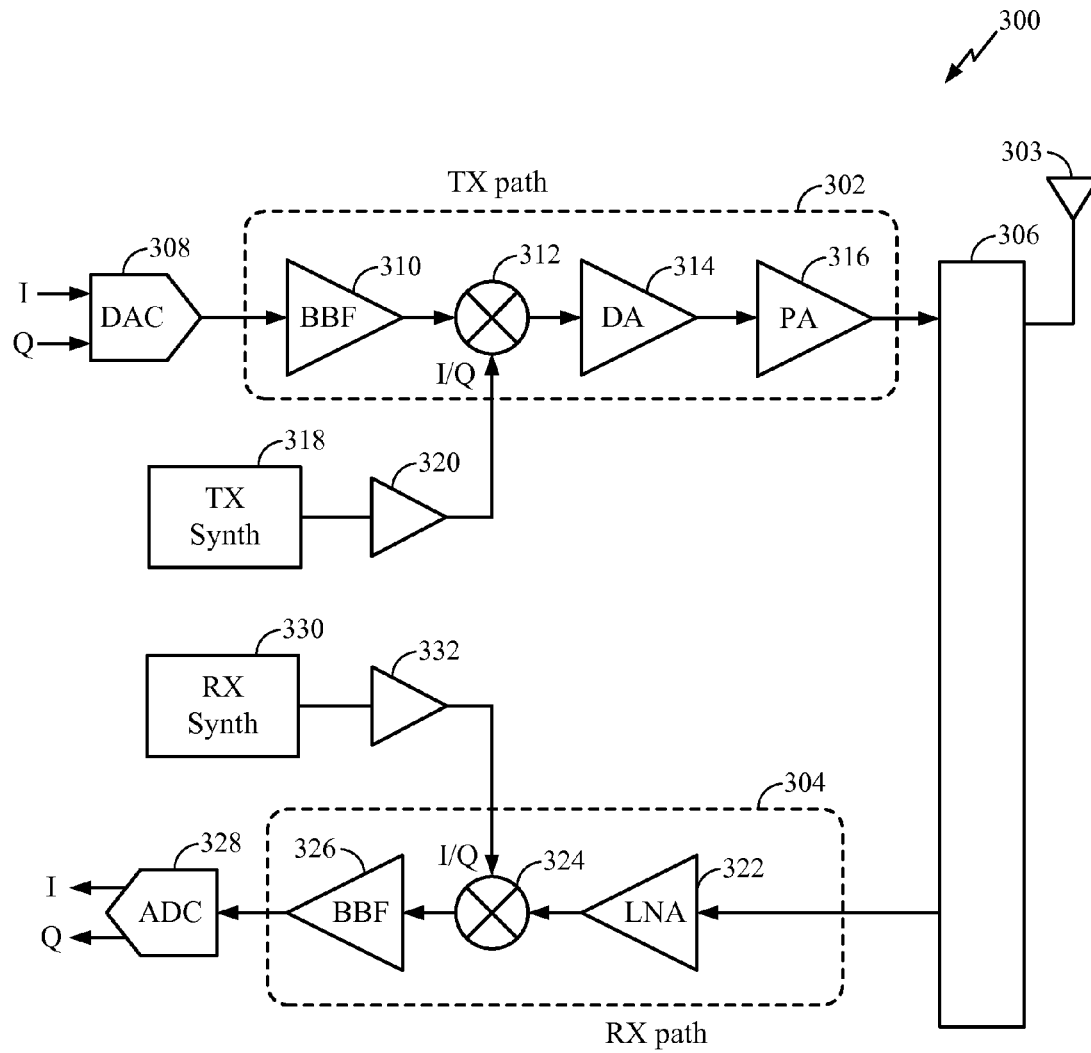 300
303
TX path
302
308
310
312
314
316
306
I
Q
DAC
BBF
DA
PA
I/Q
318
320
TX
Synth
330
332
RX
Synth
304
328
326
I/Q
324
322
I
Q
ADC
BBF
LNA
RX path